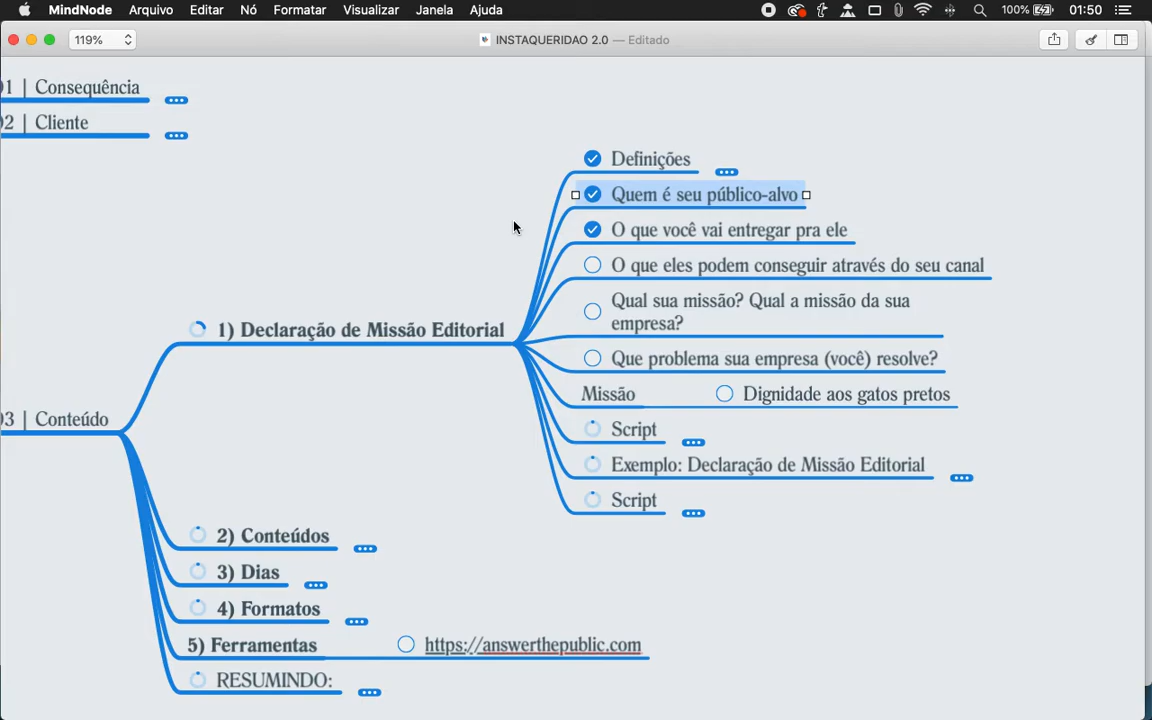 MindNode Arquivo Editar Nó Formatar Visualizar Janela Ajuda 100% 01:50
119% INSTAQUERIDAO 2.0 — Editado
01 | Consequência
02 | Cliente
Definições
Quem é seu público-alvo
O que você vai entregar pra ele
O que eles podem conseguir através do seu canal
Qual sua missão? Qual a missão da sua
empresa?
1) Declaração de Missão Editorial
Que problema sua empresa (você) resolve?
Missão Dignidade aos gatos pretos
03 | Conteúdo
Script
Exemplo: Declaração de Missão Editorial
Script
2) Conteúdos
3) Dias
4) Formatos
5) Ferramentas https://answerthepublic.com
RESUMINDO: